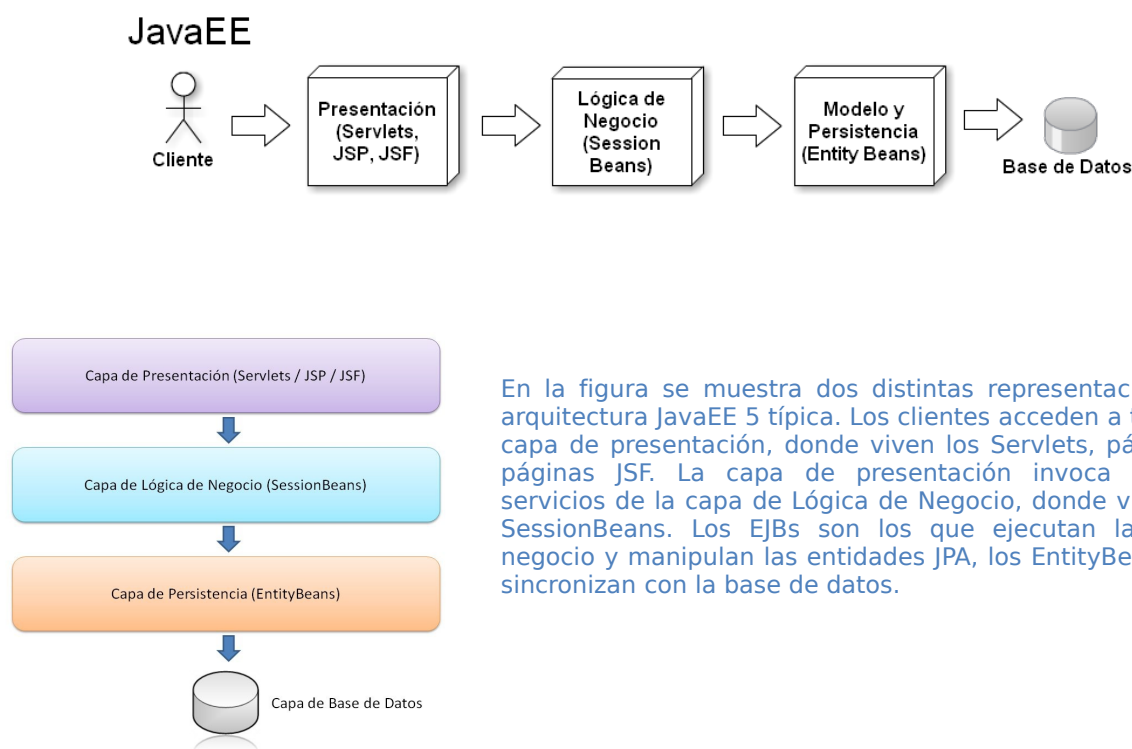 JavaEE
Cliente
Presentación
(Servlets,
JSP, JSF)
Lógica de
Negocio
(Session
Beans)
Modelo y
Persistencia
(Entity Beans)
Base de Datos
Capa de Presentación (Servlets / JSP / JSF)
Capa de Lógica de Negocio (SessionBeans)
Capa de Persistencia (EntityBeans)
Capa de Base de Datos
En la figura se muestra dos distintas representac
arquitectura JavaEE 5 típica. Los clientes acceden a
capa de presentación, donde viven los Servlets, pá
páginas JSF. La capa de presentación invoca
servicios de la capa de Lógica de Negocio, donde v
SessionBeans. Los EJBs son los que ejecutan la
negocio y manipulan las entidades JPA, los EntityBe
sincronizan con la base de datos.